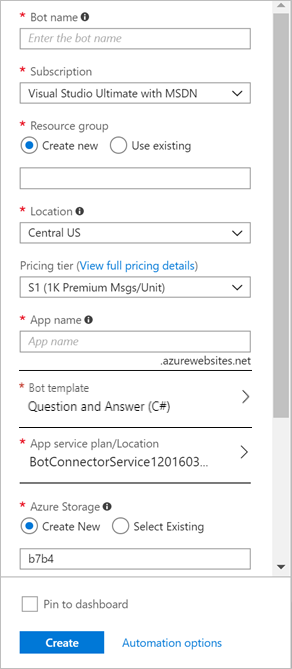 * Bot name
Enter the bot name
* Subscription
Visual Studio Ultimate with MSDN
* Resource group
Create new Use existing
* Location
Central US
Pricing tier (View full pricing details)
S1 (1K Premium Msgs/Unit)
* App name
App name
.azurewebsites.net
* Bot template
Question and Answer (C#)
* App service plan/Location
BotConnectorService1201603...
* Azure Storage
Create New Select Existing
b7b4
Pin to dashboard
Create Automation options